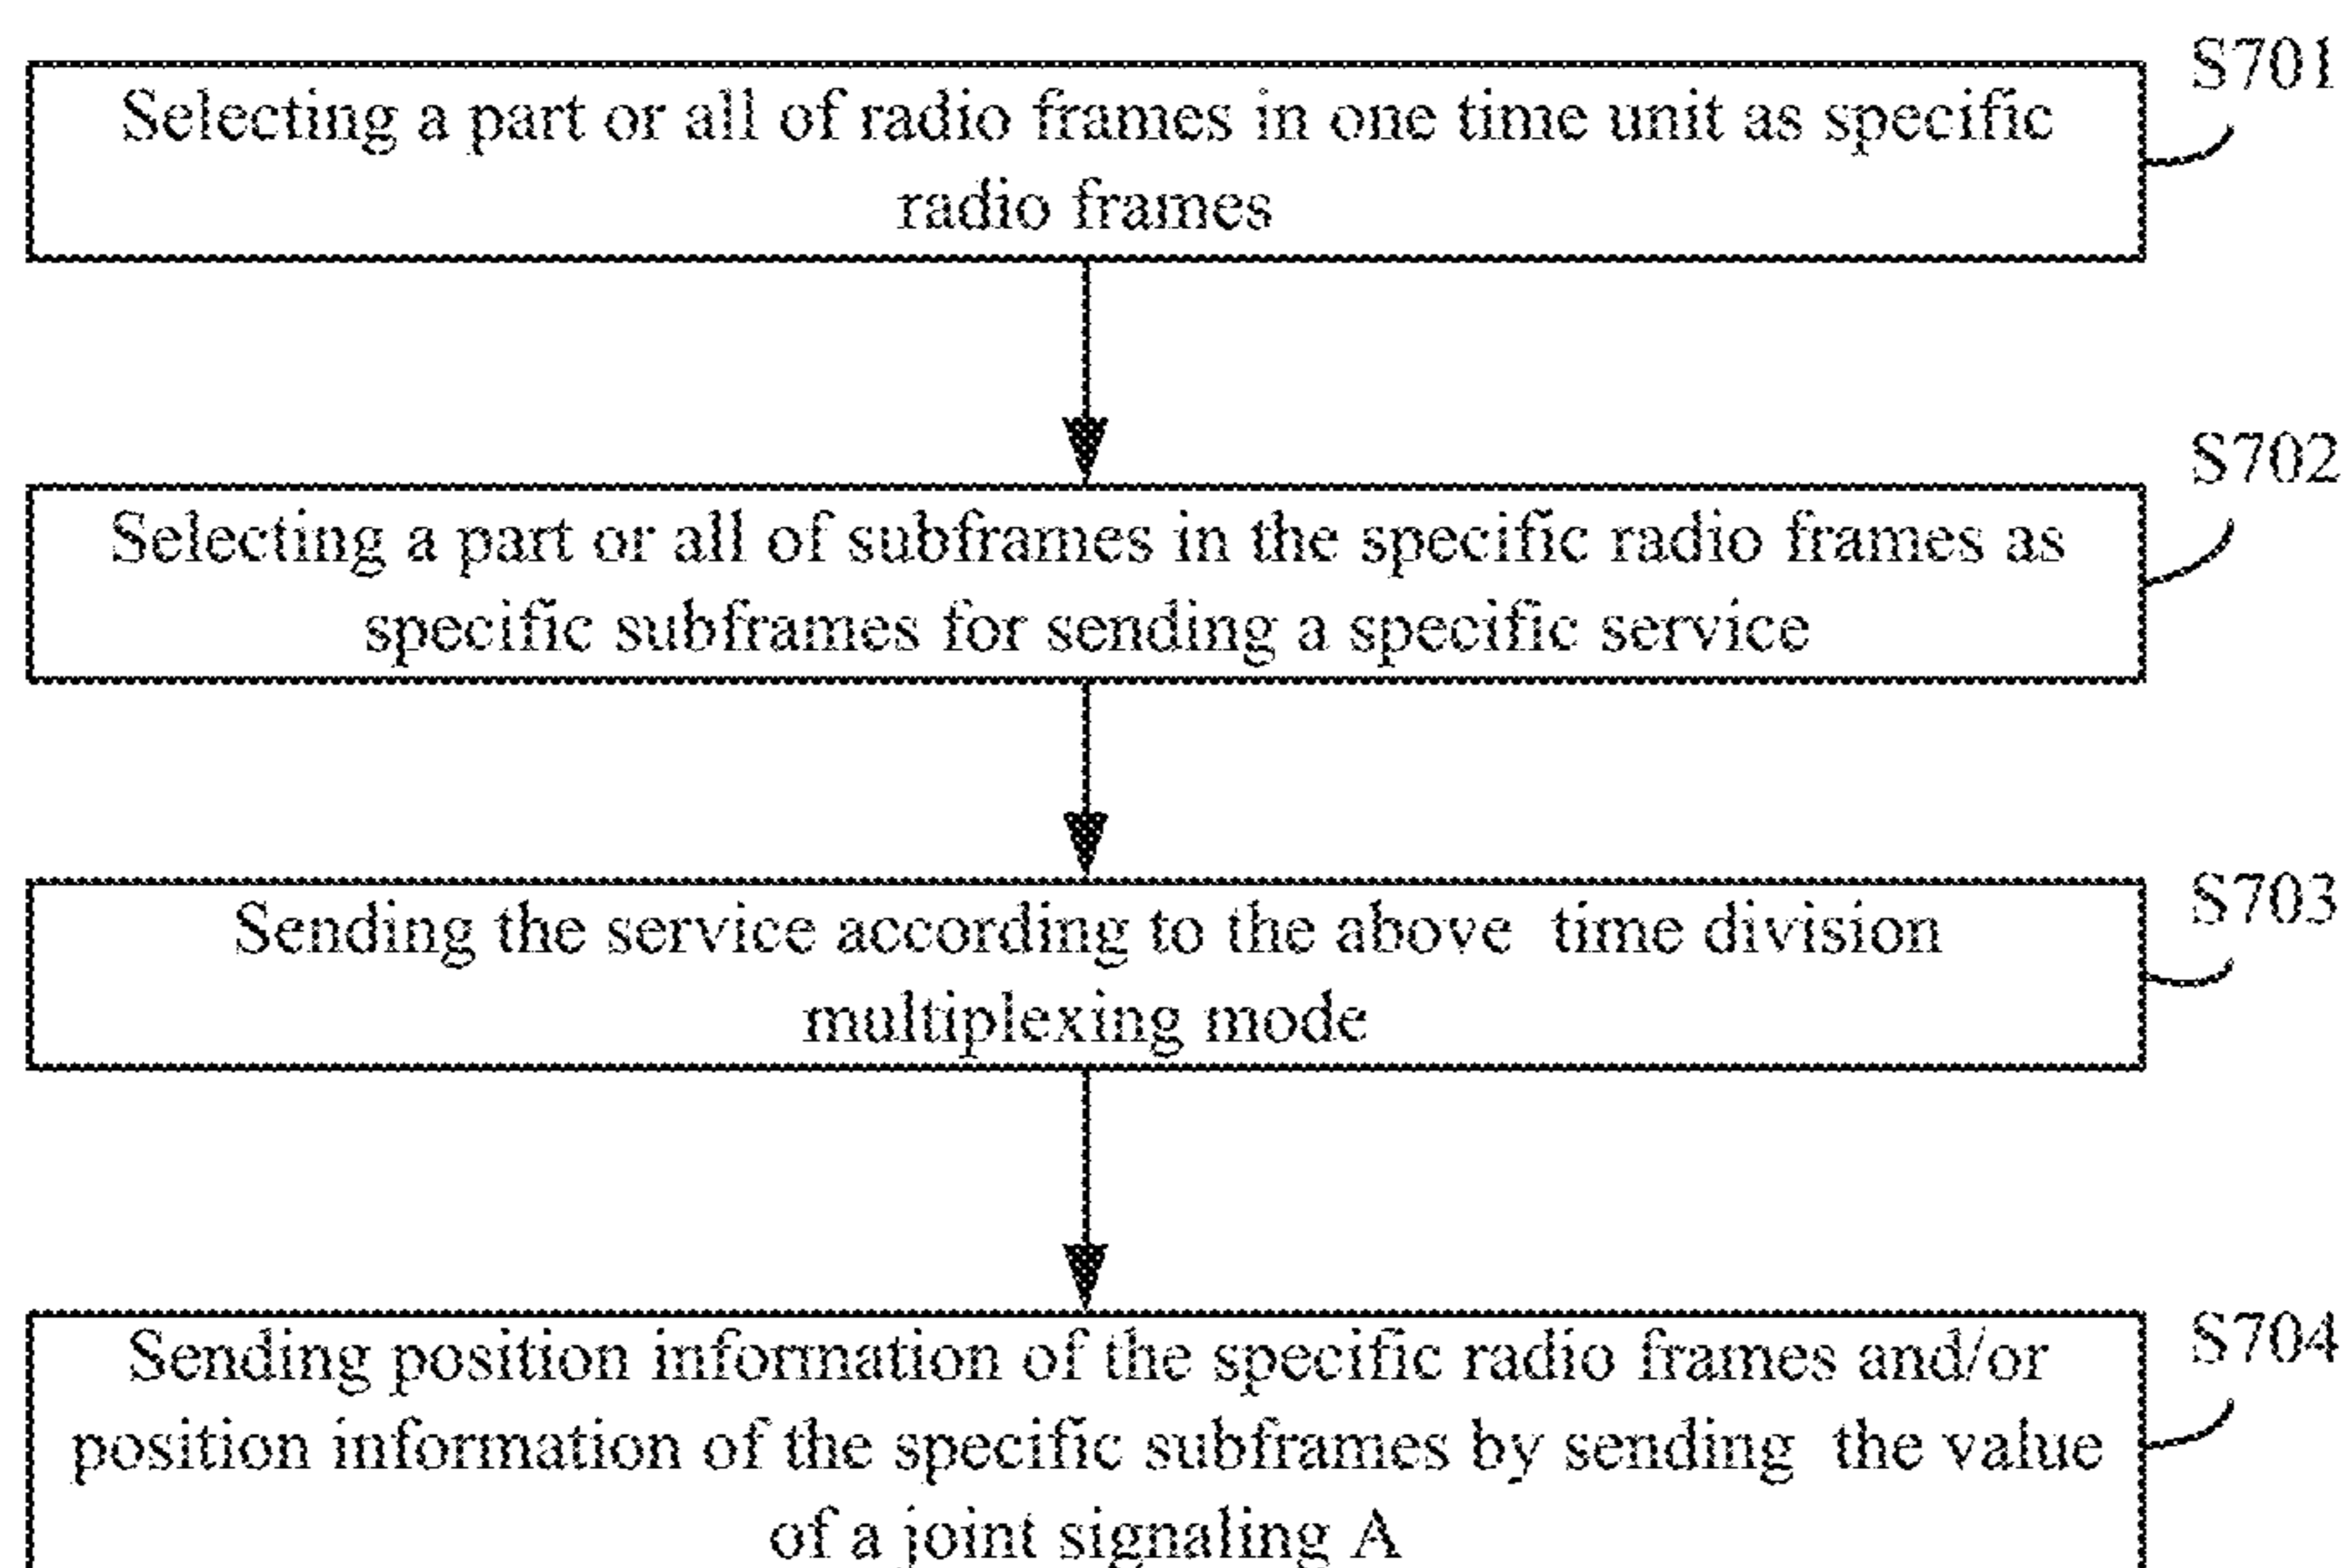 S701
Selecting a part or all of radio frames in one time unit as specific
radio frames
S702
Selecting a part or all of subframes in the specific radio frames as
specific subframes for sending a specific service
S703
Sending the service according to the above time division
multiplexing mode
S704
Sending position information of the specific radio frames and/or
position information of the specific subframes by sending the value
of a joint signaling A